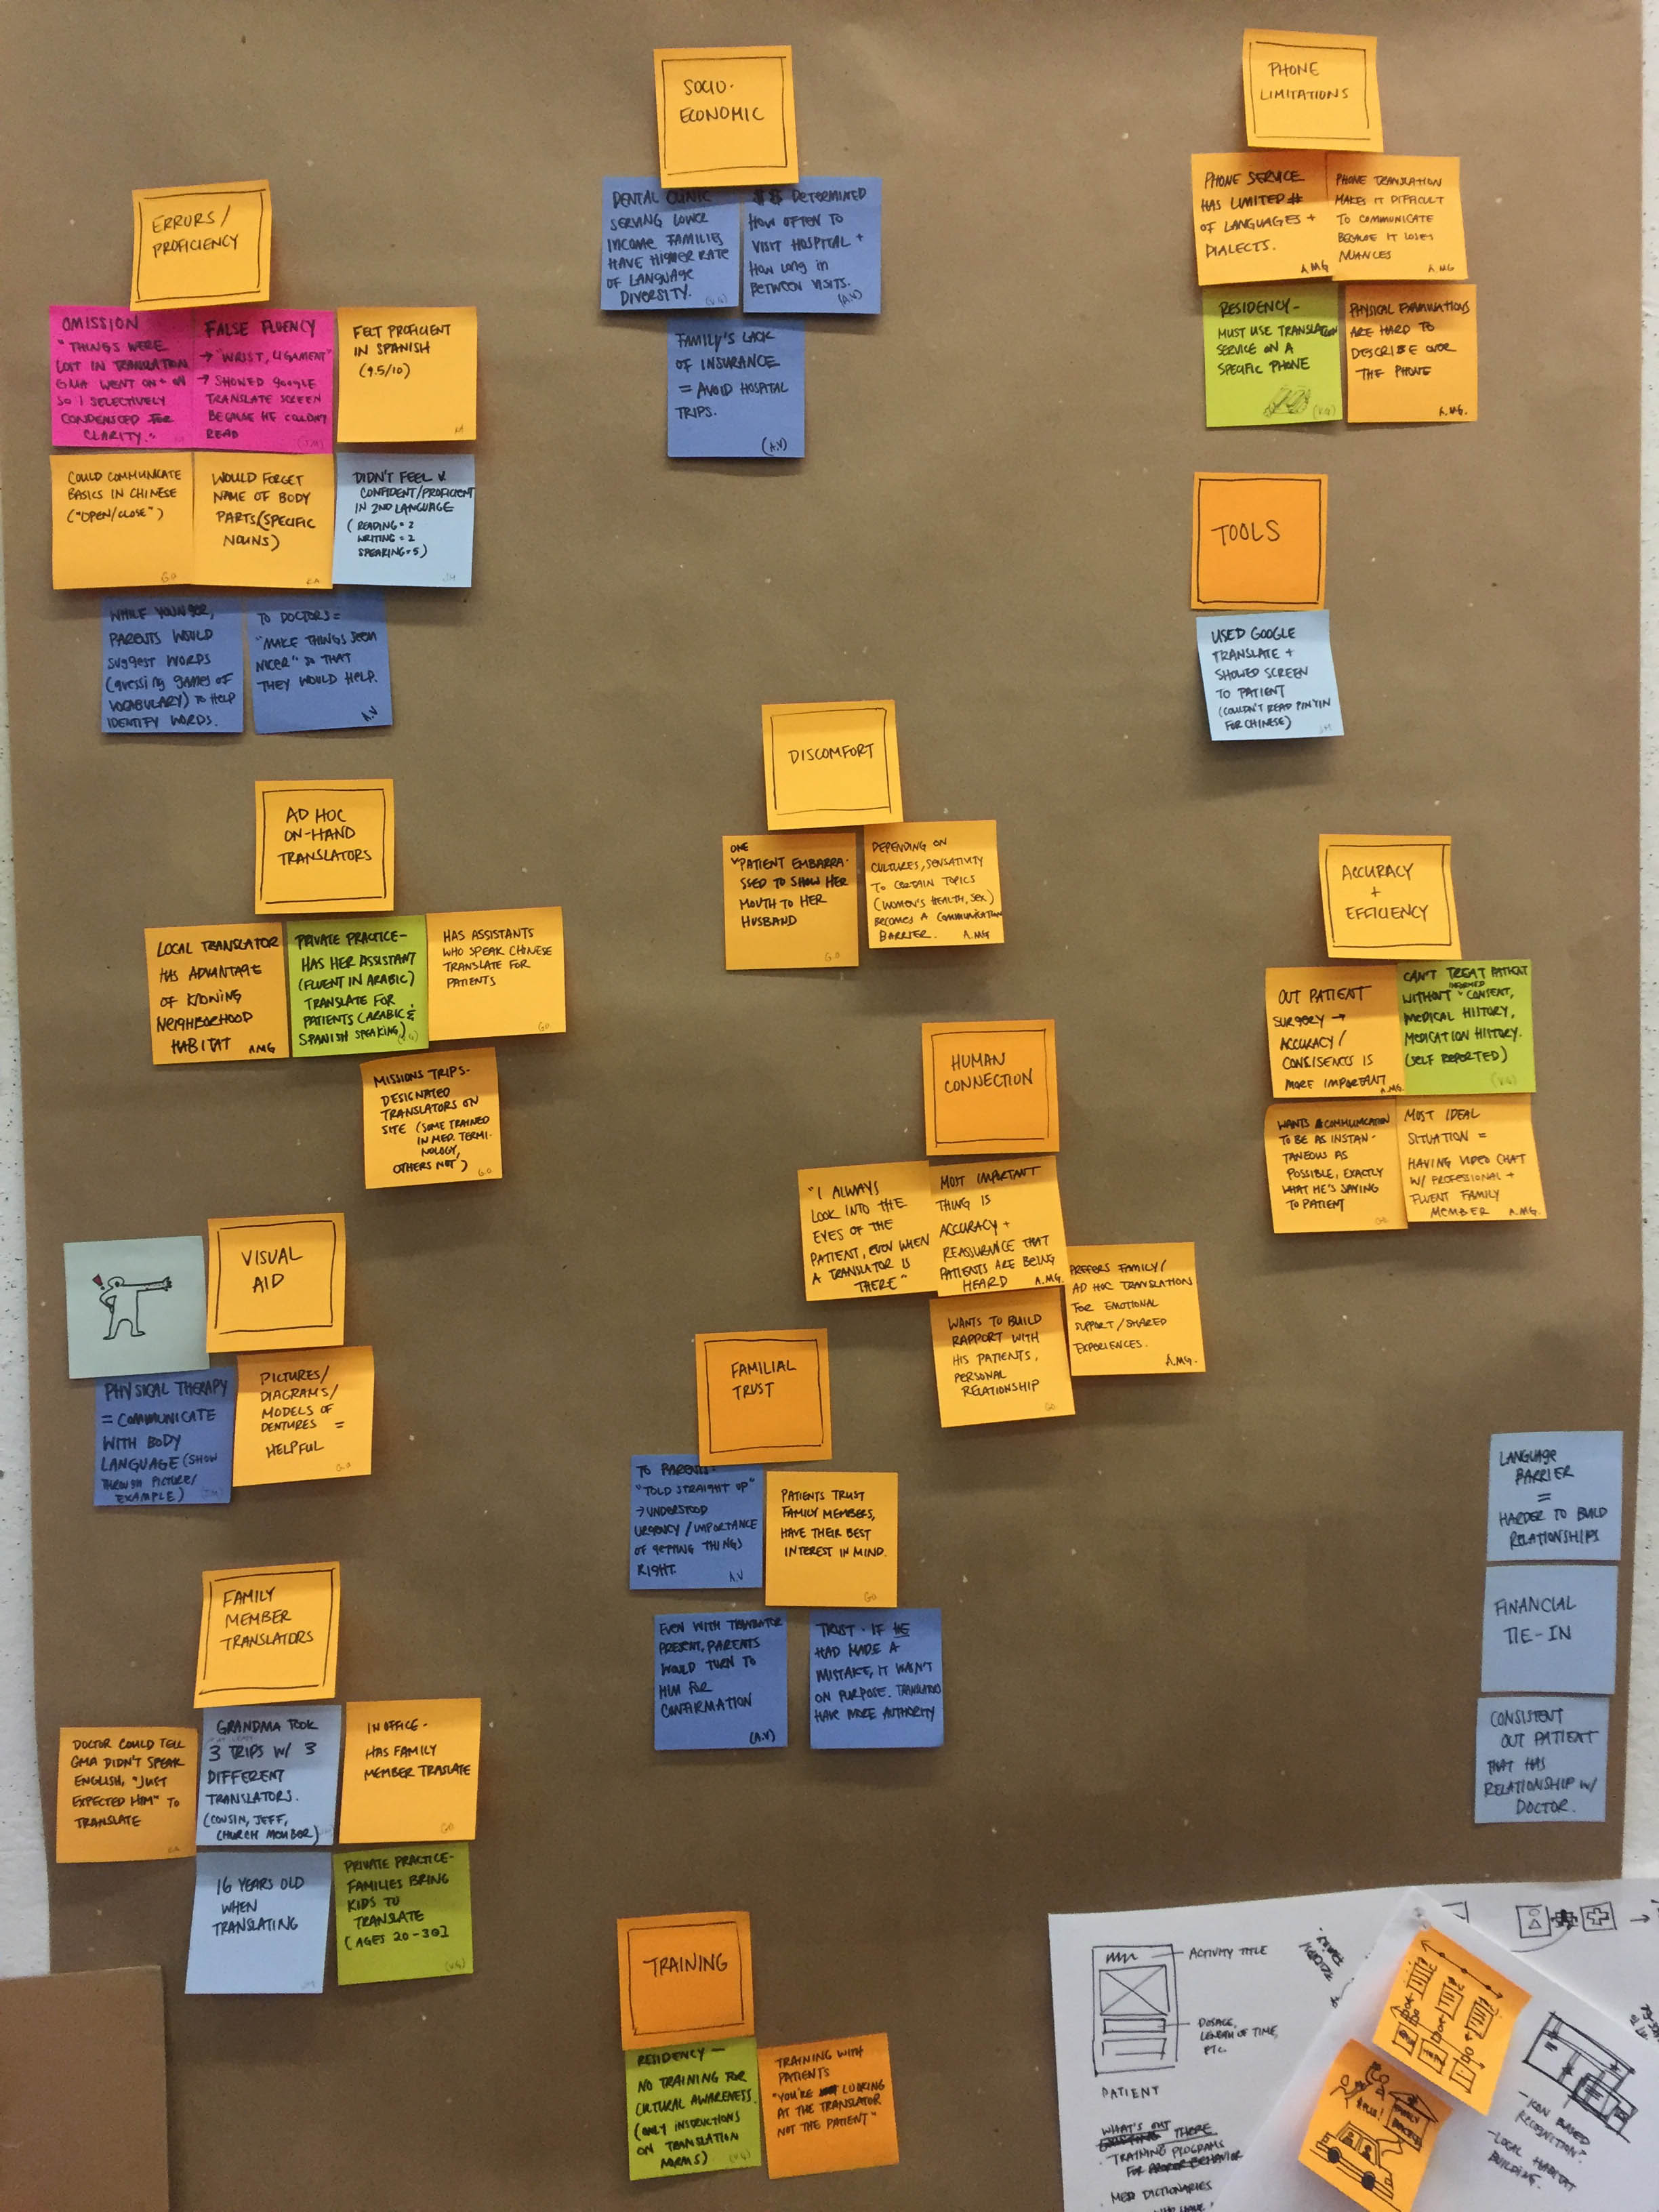 SOCIO-
ECONOMIC
DENTAL CLINIC
SERVING LOWER
INCOME FAMILIES
HAVE HIGHER RATE
OF LANGUAGE
DIVERSITY.
(V.G)
$$ DETERMINED
HOW OFTEN TO
VISIT HOSPITAL +
HOW LONG IN
BETWEEN VISITS.
(A.V)
FAMILY'S LACK
OF INSURANCE
= AVOID HOSPITAL
TRIPS.
(A.V)
PHONE
LIMITATIONS
PHONE SERVICE
HAS LIMITED #
OF LANGUAGES +
DIALECTS.
A.MG
PHONE TRANSLATION
MAKES IT DIFFICULT
TO COMMUNICATE
BECAUSE IT LOSES
NUANCES
A.MG
RESIDENCY-
MUST USE TRANSLATION
SERVICE ON A
SPECIFIC PHONE
(V.G)
PHYSICAL EXAMINATIONS
ARE HARD TO
DESCRIBE OVER
THE PHONE
A.MG.
ERRORS/
PROFICIENCY
OMISSION
"THINGS WERE
LOST IN TRANSLATION
GMA WENT ON + ON
SO I SELECTIVELY
CONDENSED FOR
CLARITY."
FALSE FLUENCY
→ "WRIST, LIGAMENT"
→ SHOWED GOOGLE
TRANSLATE SCREEN
BECAUSE HE COULDN'T
READ
FELT PROFICIENT
IN SPANISH
(9.5/10)
COULD COMMUNICATE
BASICS IN CHINESE
("OPEN/CLOSE")
GO
WOULD FORGET
NAME OF BODY
PARTS (SPECIFIC
NOUNS)
KA
DIDN'T FEEL
CONFIDENT/PROFICIENT
IN 2ND LANGUAGE
(READING = 2
WRITING = 2
SPEAKING = 5)
WHILE YOUNGER,
PARENTS WOULD
SUGGEST WORDS
(GUESSING GAMES OF
VOCABULARY) TO HELP
IDENTIFY WORDS.
TO DOCTORS =
"MAKE THINGS SEEM
NICER" SO THAT
THEY WOULD HELP.
A.V
TOOLS
USED GOOGLE
TRANSLATE +
SHOWED SCREEN
TO PATIENT
(COULDN'T READ PINYIN
FOR CHINESE)
DISCOMFORT
ONE
"PATIENT EMBARRA-
SSED TO SHOW HER
MOUTH TO HER
HUSBAND
GO
DEPENDING ON
CULTURES, SENSATIVITY
TO CERTAIN TOPICS
(WOMEN'S HEALTH, SEX)
BECOMES A COMMUNICATION
BARRIER.
A.MG
AD HOC
ON-HAND
TRANSLATORS
LOCAL TRANSLATOR
HAS ADVANTAGE
OF KNOWING
NEIGHBORHOOD
HABITAT
AMG
PRIVATE PRACTICE-
HAS HER ASSISTANT
(FLUENT IN ARABIC)
TRANSLATE FOR
PATIENTS (ARABIC &
SPANISH SPEAKING)
HAS ASSISTANTS
WHO SPEAK CHINESE
TRANSLATE FOR
PATIENTS
GO
MISSIONS TRIPS-
DESIGNATED
TRANSLATORS ON
SITE (SOME TRAINED
IN MED. TERMI-
NOLOGY,
OTHERS NOT)
GO
ACCURACY
+
EFFICIENCY
OUT PATIENT
SURGERY →
ACCURACY/
CONSISENCS IS
MORE IMPORTANT
A.MG.
CAN'T TREAT PATIENT
WITHOUT INFORMED CONSENT,
MEDICAL HISTORY,
MEDICATION HISTORY.
(SELF REPORTED)
(V.G)
WANTS COMMUNICATION
TO BE AS INSTAN-
TANEOUS AS
POSSIBLE, EXACTLY
WHAT HE'S SAYING
TO PATIENT
MOST IDEAL
SITUATION =
HAVING VIDEO CHAT
W/ PROFESIONAL +
FLUENT FAMILY
MEMBER
A.MG.
HUMAN
CONNECTION
"I ALWAYS
LOOK INTO THE
EYES OF THE
PATIENT, EVEN WHEN
A TRANSLATOR IS
THERE"
MOST IMPORTANT
THING IS
ACCURACY +
REASSURANCE THAT
PATIENTS ARE BEING
HEARD
A.MG.
PREFERS FAMILY/
AD HOC TRANSLATION
FOR EMOTIONAL
SUPPORT/SHARED
EXPERIENCES.
A.MG.
WANTS TO BUILD
RAPPORT WITH
HIS PATIENTS,
PERSONAL
RELATIONSHIP
GO
VISUAL
AID
PHYSICAL THERAPY
= COMMUNICATE
WITH BODY
LANGUAGE (SHOW
THROUGH PICTURE/
EXAMPLE)
PICTURES/
DIAGRAMS/
MODELS OF
DENTURES =
HELPFUL
GO
FAMILIAL
TRUST
TO PARENTS-
"TOLD STRAIGHT UP"
→ UNDERSTOOD
URGENCY/IMPORTANCE
OF GETTING THINGS
RIGHT.
A.V
PATIENTS TRUST
FAMILY MEMBERS,
HAVE THEIR BEST
INTEREST IN MIND.
GO
EVEN WITH TRANSLATOR
PRESENT, PARENTS
WOULD TURN TO
HIM FOR
CONFIRMATION
(A.V)
TRUST - IF HE
HAD MADE A
MISTAKE, IT WASN'T
ON PURPOSE. TRANSLATORS
HAVE MORE AUTHORITY
LANGUAGE
BARRIER
=
HARDER TO BUILD
RELATIONSHIPS
FINANCIAL
TIE-IN
CONSISTENT
OUT PATIENT
THAT HAS
RELATIONSHIP W/
DOCTOR.
FAMILY
MEMBER
TRANSLATORS
DOCTOR COULD TELL
GMA DIDN'T SPEAK
ENGLISH, "JUST
EXPECTED HIM" TO
TRANSLATE
KA
GRANDMA TOOK
3 TRIPS W/ 3
DIFFERENT
TRANSLATORS.
(COUSIN, JEFF,
CHURCH MEMBER)
IN OFFICE-
HAS FAMILY
MEMBER TRASLATE
GO
16 YEARS OLD
WHEN
TRANSLATING
PRIVATE PRACTICE-
FAMILIES BRING
KIDS TO
TRANSLATE
(AGES 20-30)
(V.G)
TRAINING
RESIDENCY —
NO TRAINING FOR
CULTURAL AWARENESS.
(ONLY INSTRUCTIONS
ON TRANSLATION
NORMS)
(V.G)
TRAINING WITH
PATIENTS
"YOU'RE LOOKING
AT THE TRANSLATOR
NOT THE PATIENT"
ACTIVITY TITLE
DOSAGE,
LENGTH OF TIME,
ETC.
PATIENT
WHAT'S OUT
EXISTING THERE
TRAINING PROGRAMS
FOR BEHAVIOR
MED DICTIONARIES
- ICON BASED
RECOGNITION?
- LOCAL HABITAT
BUILDING.